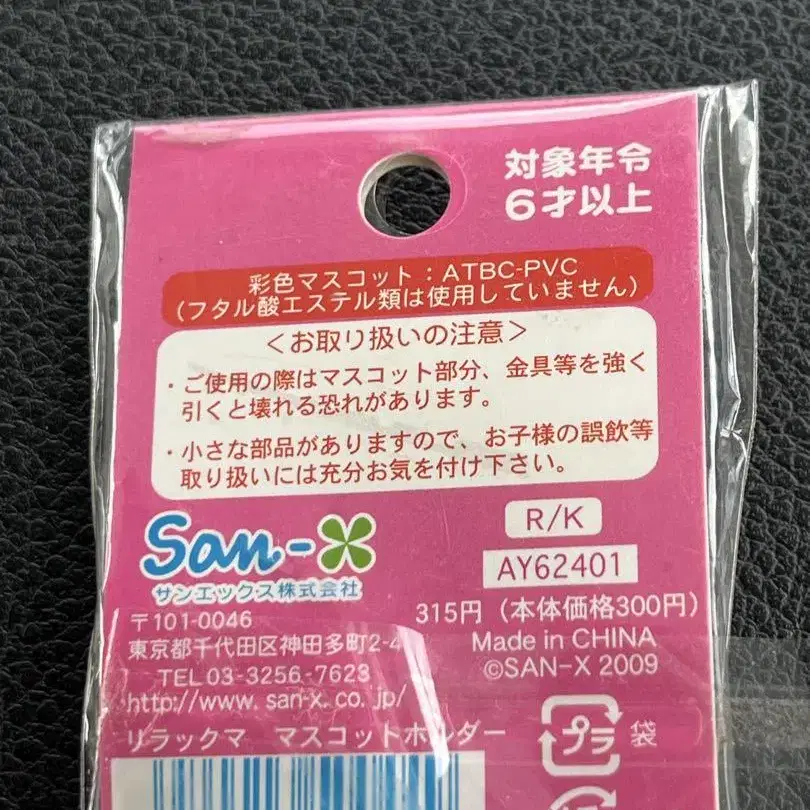 対象年令
6才以上
彩色マスコット：ATBC-PVC
(フタル酸エステル類は使用していません)
＜お取り扱いの注意＞
・ご使用の際はマスコット部分、金具等を強く
引くと壊れる恐れがあります。
・小さな部品がありますので、お子様の誤飲等
取り扱いには充分お気を付け下さい。
San-X
サンエックス株式会社
R/K
AY62401
〒101-0046
東京都千代田区神田多町2-4
TEL 03-3256-7623
http://www.san-x.co.jp/
315円（本体価格300円）
Made in CHINA
©SAN-X 2009
リラックマ マスコットホルダー
プラ
袋